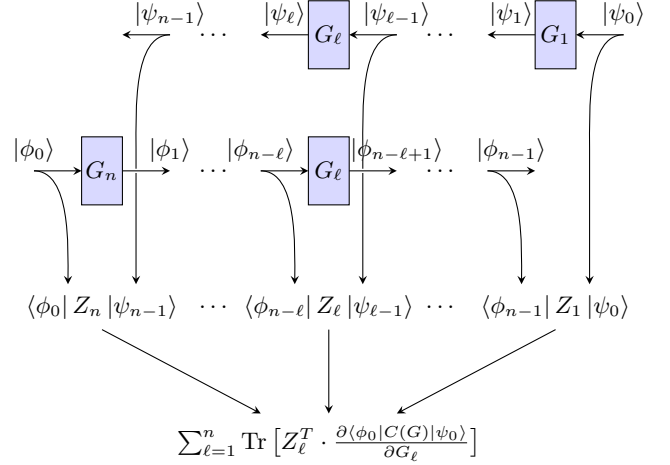 |ψ_{n−1}⟩ ⋯ |ψ_ℓ⟩ G_ℓ |ψ_{ℓ−1}⟩ ⋯ |ψ_1⟩ G_1 |ψ_0⟩
|ϕ_0⟩ G_n |ϕ_1⟩ ⋯ |ϕ_{n−ℓ}⟩ G_ℓ |ϕ_{n−ℓ+1}⟩ ⋯ |ϕ_{n−1}⟩
⟨ϕ_0| Z_n |ψ_{n−1}⟩ ⋯ ⟨ϕ_{n−ℓ}| Z_ℓ |ψ_{ℓ−1}⟩ ⋯ ⟨ϕ_{n−1}| Z_1 |ψ_0⟩
∑_{ℓ=1}^{n} Tr [Z_ℓ^T · ∂⟨ϕ_0|C(G)|ψ_0⟩ / ∂G_ℓ]